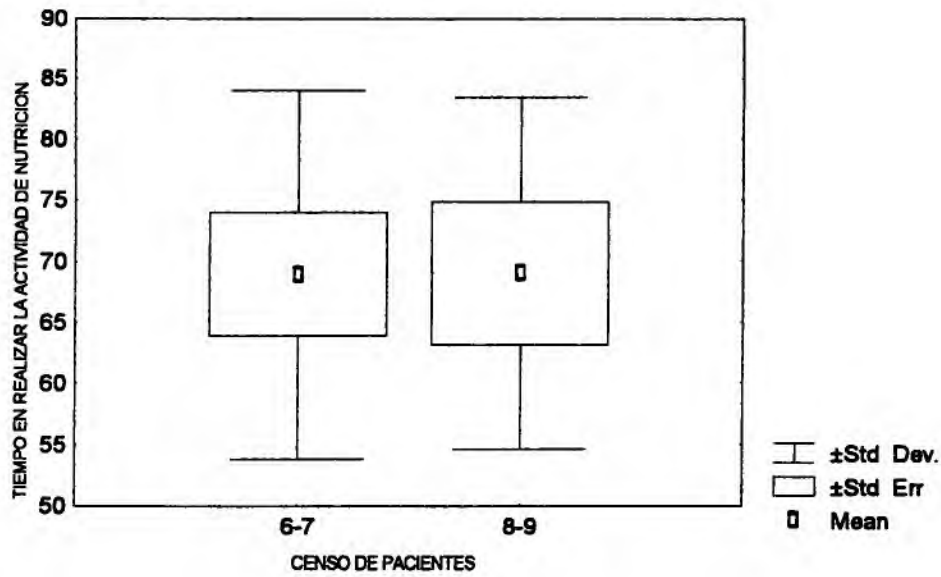 90
85
80
75
70
65
60
55
50
TIEMPO EN REALIZAR LA ACTIVIDAD DE NUTRICION
6-7
8-9
CENSO DE PACIENTES
±Std Dev.
±Std Err
Mean